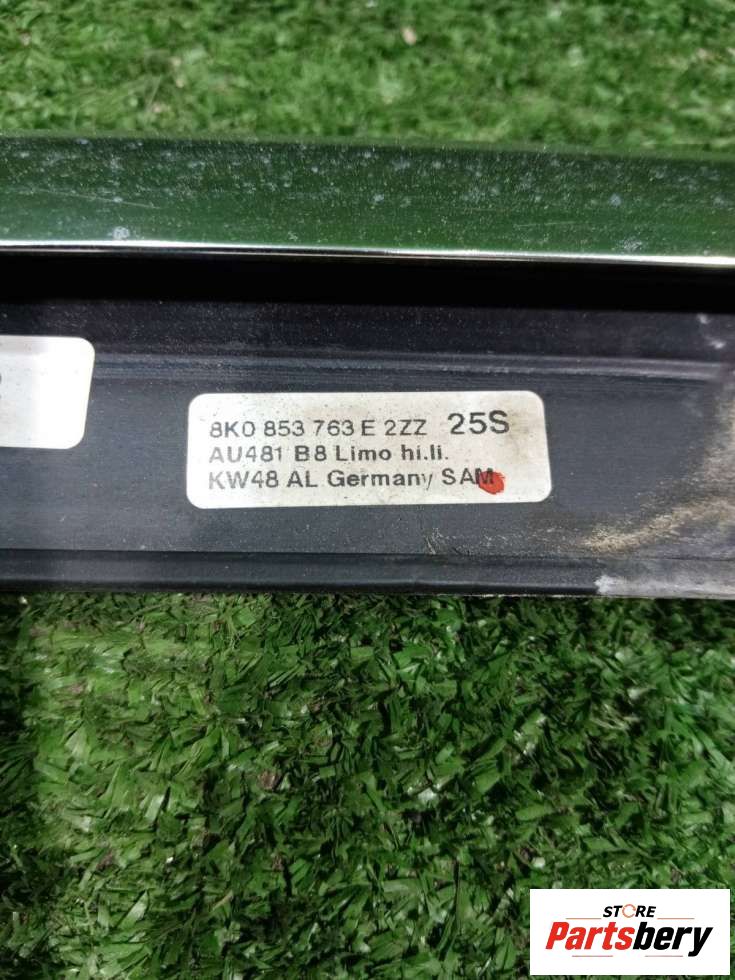 8K0 853 763 E 2ZZ 25S
AU481 B8 Limo hi.li.
KW48 AL Germany SAM
STORE
Partsbery